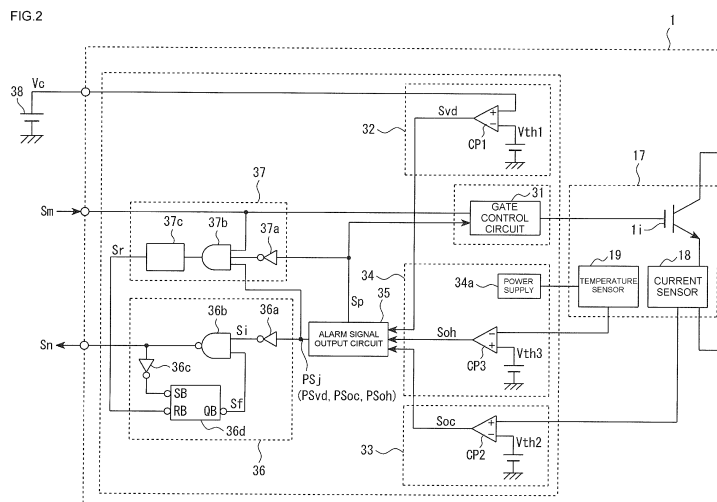 FIG.2
1
Vc
38
32
Svd
CP1
Vth1
17
37
31
GATE
CONTROL
CIRCUIT
Sm
37c
37b
37a
Sr
1i
19
18
34
34a
POWER
SUPPLY
TEMPERATURE
SENSOR
CURRENT
SENSOR
Sp
35
36b
Si
36a
ALARM SIGNAL
OUTPUT CIRCUIT
Soh
CP3
Vth3
Sn
36c
PSj
(PSvd, PSoc, PSoh)
SB
RB
QB
Sf
36d
36
Soc
CP2
Vth2
33